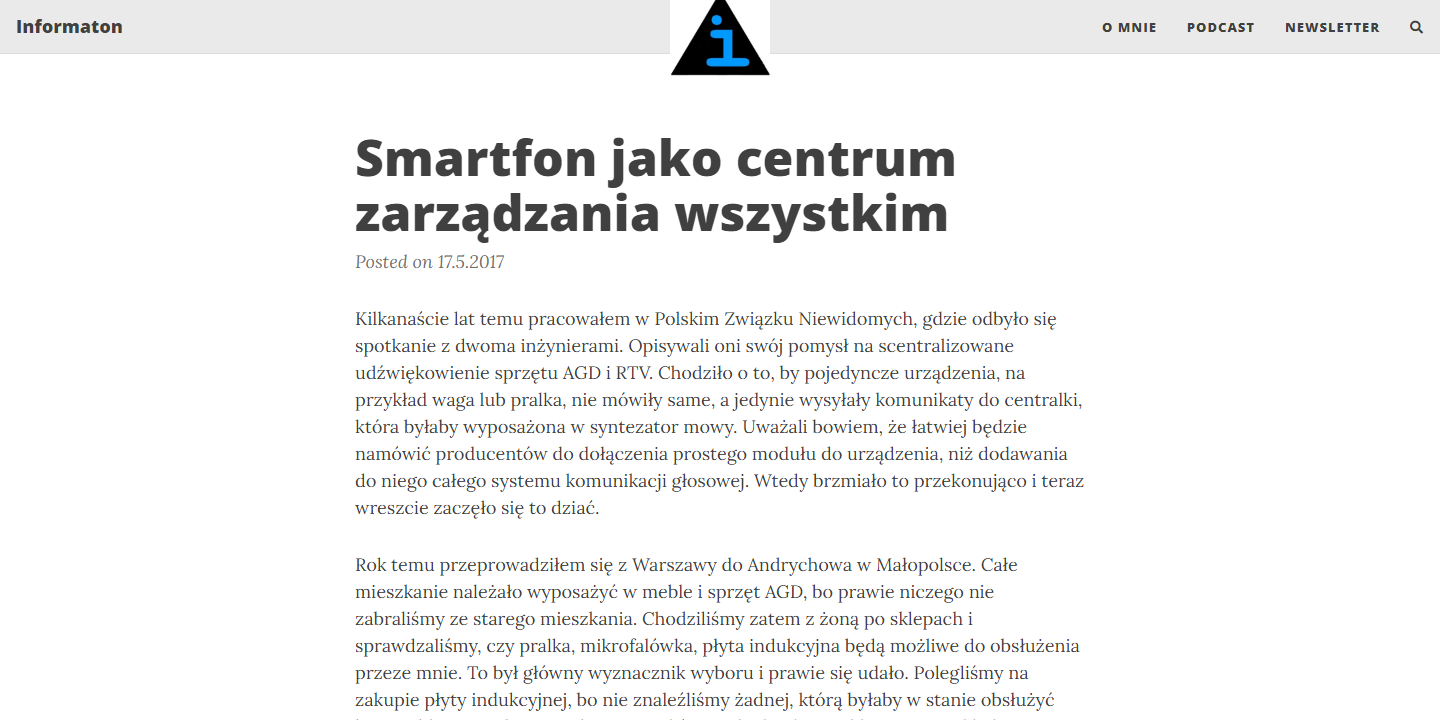 Informaton
i
O MNIE
PODCAST
NEWSLETTER
Smartfon jako centrum
zarządzania wszystkim
Posted on 17.5.2017
Kilkanaście lat temu pracowałem w Polskim Związku Niewidomych, gdzie odbyło się
spotkanie z dwoma inżynierami. Opisywali oni swój pomysł na scentralizowane
udźwiękowienie sprzętu AGD i RTV. Chodziło o to, by pojedyncze urządzenia, na
przykład waga lub pralka, nie mówiły same, a jedynie wysyłały komunikaty do centralki,
która byłaby wyposażona w syntezator mowy. Uważali bowiem, że łatwiej będzie
namówić producentów do dołączenia prostego modułu do urządzenia, niż dodawania
do niego całego systemu komunikacji głosowej. Wtedy brzmiało to przekonująco i teraz
wreszcie zaczęło się to dziać.
Rok temu przeprowadziłem się z Warszawy do Andrychowa w Małopolsce. Całe
mieszkanie należało wyposażyć w meble i sprzęt AGD, bo prawie niczego nie
zabraliśmy ze starego mieszkania. Chodziliśmy zatem z żoną po sklepach i
sprawdzaliśmy, czy pralka, mikrofalówka, płyta indukcyjna będą możliwe do obsłużenia
przeze mnie. To był główny wyznacznik wyboru i prawie się udało. Polegliśmy na
zakupie płyty indukcyjnej, bo nie znaleźliśmy żadnej, którą byłaby w stanie obsłużyć